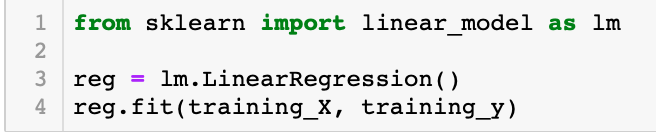 1 from sklearn import linear_model as lm
2
3 reg = lm.LinearRegression()
4 reg.fit(training_X, training_y)